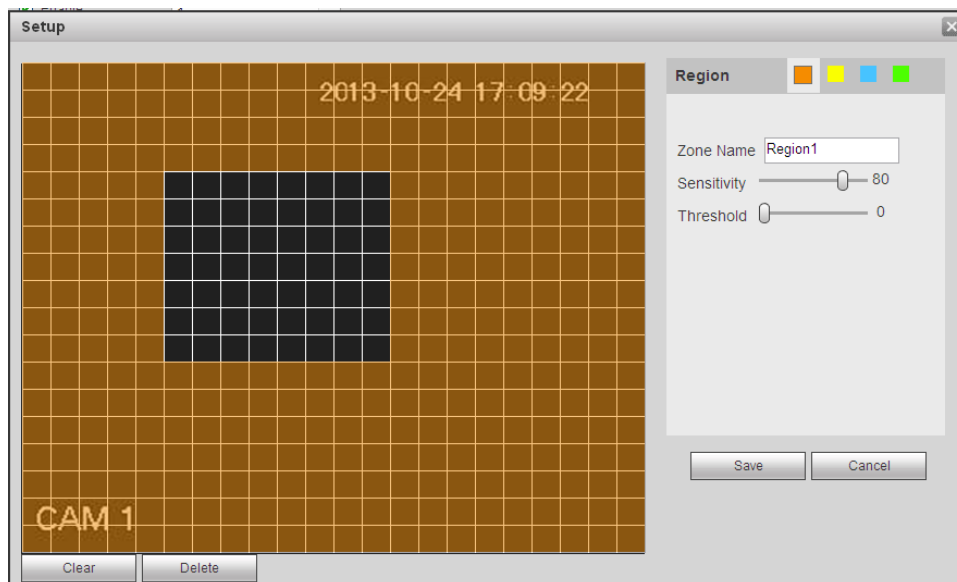 Setup
2013-10-24 17:09:22
Region
Zone Name Region1
Sensitivity 80
Threshold 0
Save Cancel
CAM 1
Clear Delete